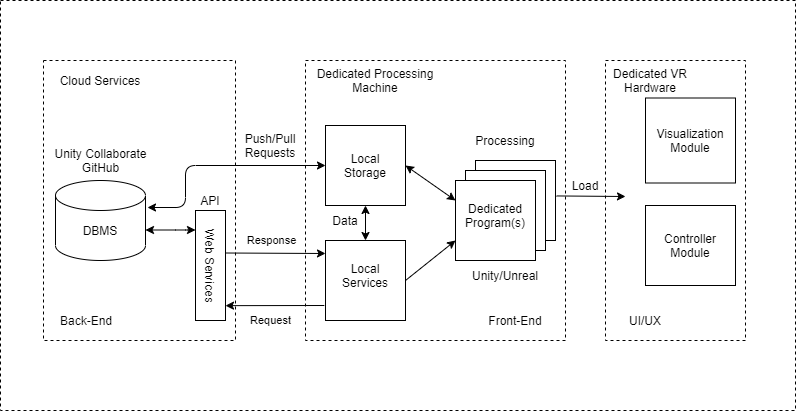 Cloud Services
Unity Collaborate
GitHub
DBMS
API
Web Services
Back-End
Push/Pull
Requests
Response
Request
Dedicated Processing
Machine
Local
Storage
Data
Local
Services
Processing
Dedicated
Program(s)
Unity/Unreal
Front-End
Load
Dedicated VR
Hardware
Visualization
Module
Controller
Module
UI/UX